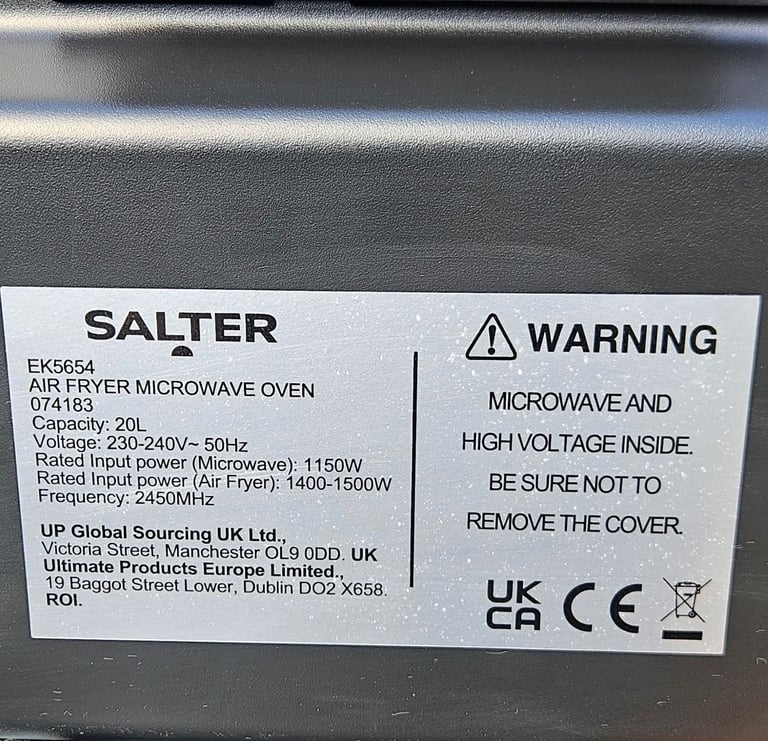 SALTER
EK5654
AIR FRYER MICROWAVE OVEN
074183
Capacity: 20L
Voltage: 230-240V~ 50Hz
Rated Input power (Microwave): 1150W
Rated Input power (Air Fryer): 1400-1500W
Frequency: 2450MHz
UP Global Sourcing UK Ltd.,
Victoria Street, Manchester OL9 0DD. UK
Ultimate Products Europe Limited.,
19 Baggot Street Lower, Dublin DO2 X658.
ROI.
WARNING
MICROWAVE AND
HIGH VOLTAGE INSIDE.
BE SURE NOT TO
REMOVE THE COVER.
UK
CA
CE